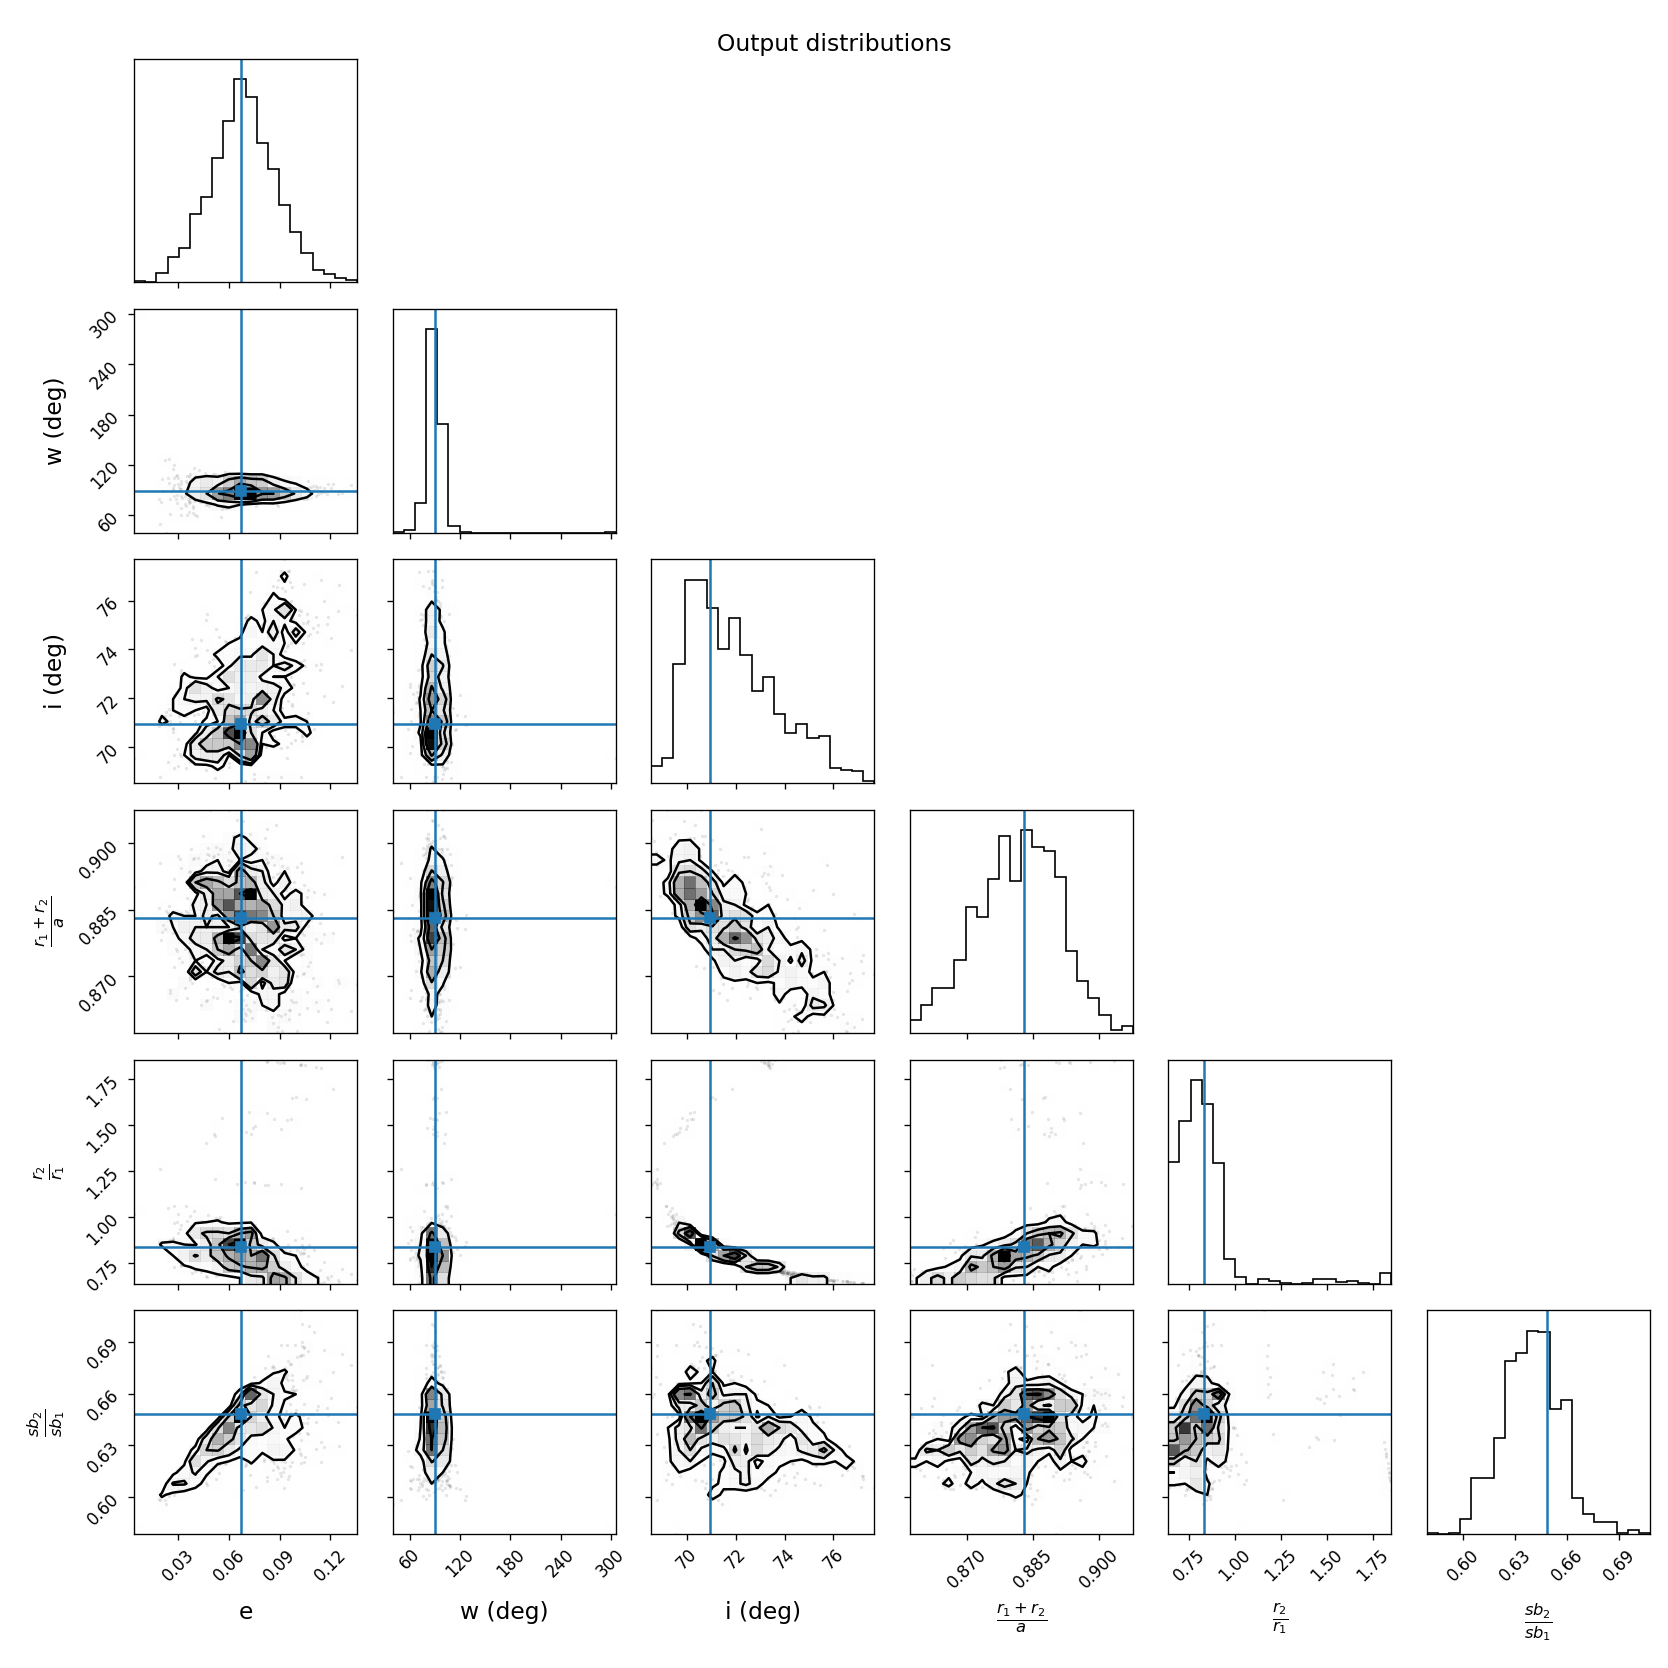 Output distributions
w (deg)
300
240
180
120
60
i (deg)
76
74
72
70
r₁ + r₂
a
0.900
0.885
0.870
r₂
r₁
1.75
1.50
1.25
1.00
0.75
sb₂
sb₁
0.69
0.66
0.63
0.60
0.03 0.06 0.09 0.12 60 120 180 240 300 70 72 74 76 0.870 0.885 0.900 0.75 1.00 1.25 1.50 1.75 0.60 0.63 0.66 0.69
e w (deg) i (deg)
r₁ + r₂
a
r₂
r₁
sb₂
sb₁